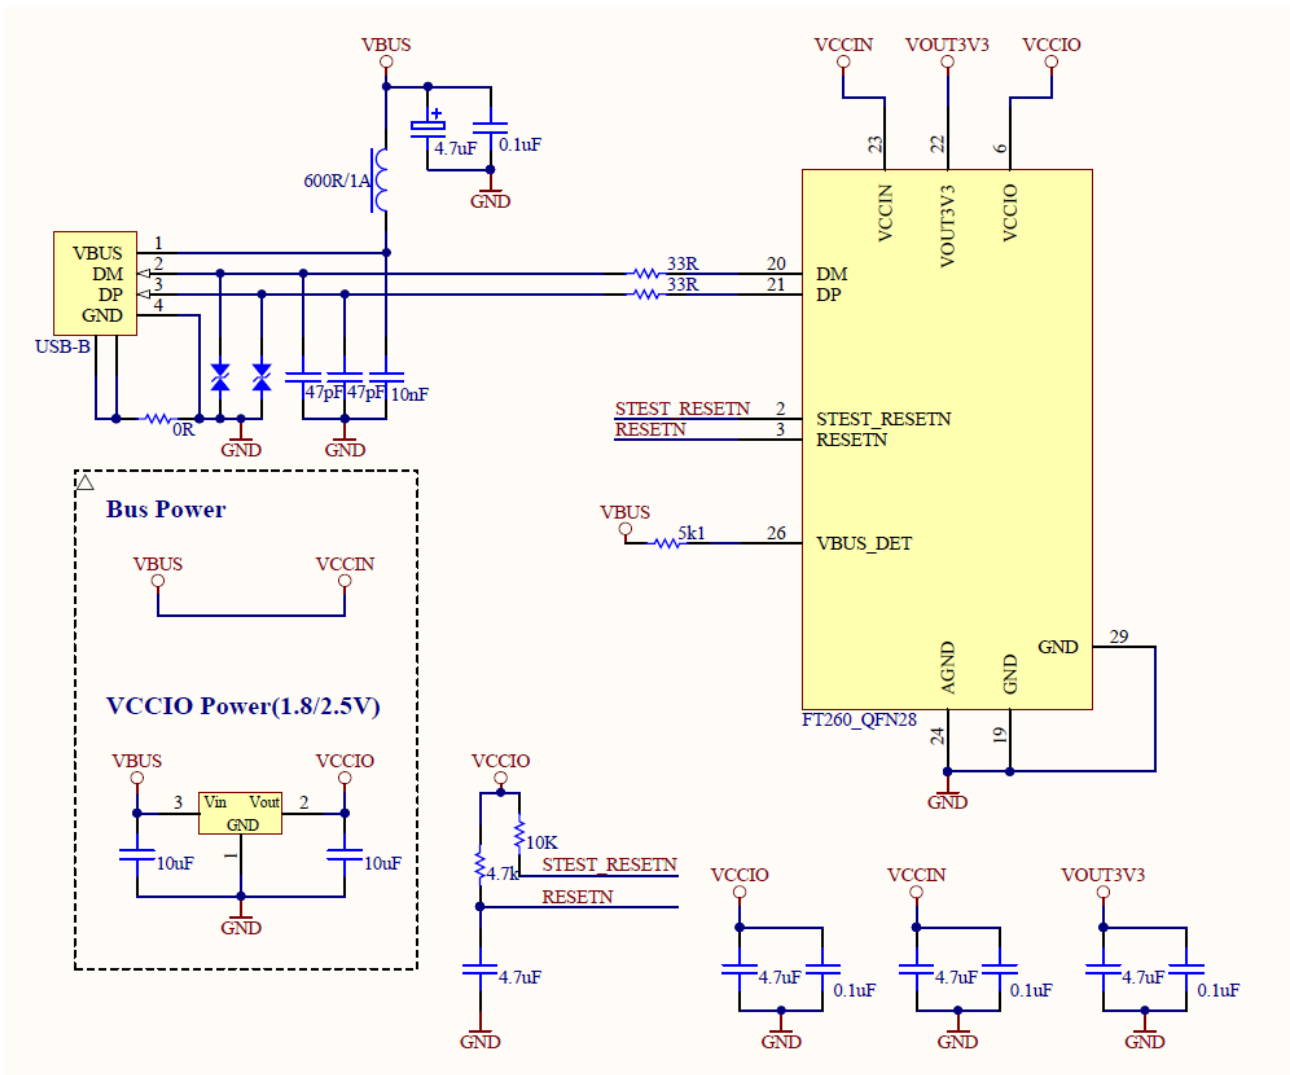 VBUS
VCCIN
VOUT3V3
VCCIO
+
4.7uF
0.1uF
GND
600R/1A
23
22
6
VCCIN
VOUT3V3
VCCIO
VBUS
1
DM
2
DP
3
GND
4
USB-B
33R
20
DM
33R
21
DP
47pF
47pF
10nF
0R
GND
GND
STEST_RESETN
2
STEST_RESETN
RESETN
3
RESETN
VBUS
5k1
26
VBUS_DET
Bus Power
VBUS
VCCIN
GND
29
AGND
GND
FT260_QFN28
24
19
GND
VCCIO Power(1.8/2.5V)
VBUS
VCCIO
3
Vin
Vout
2
GND
1
10uF
10uF
GND
VCCIO
10K
4.7k
STEST_RESETN
RESETN
4.7uF
GND
VCCIO
4.7uF
0.1uF
GND
VCCIN
4.7uF
0.1uF
GND
VOUT3V3
4.7uF
0.1uF
GND